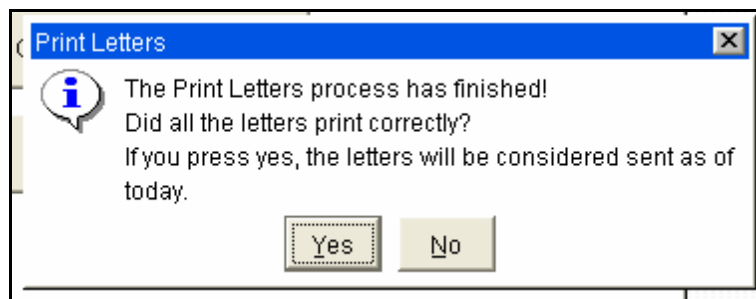 Print Letters
The Print Letters process has finished!
Did all the letters print correctly?
If you press yes, the letters will be considered sent as of
today.
Yes No